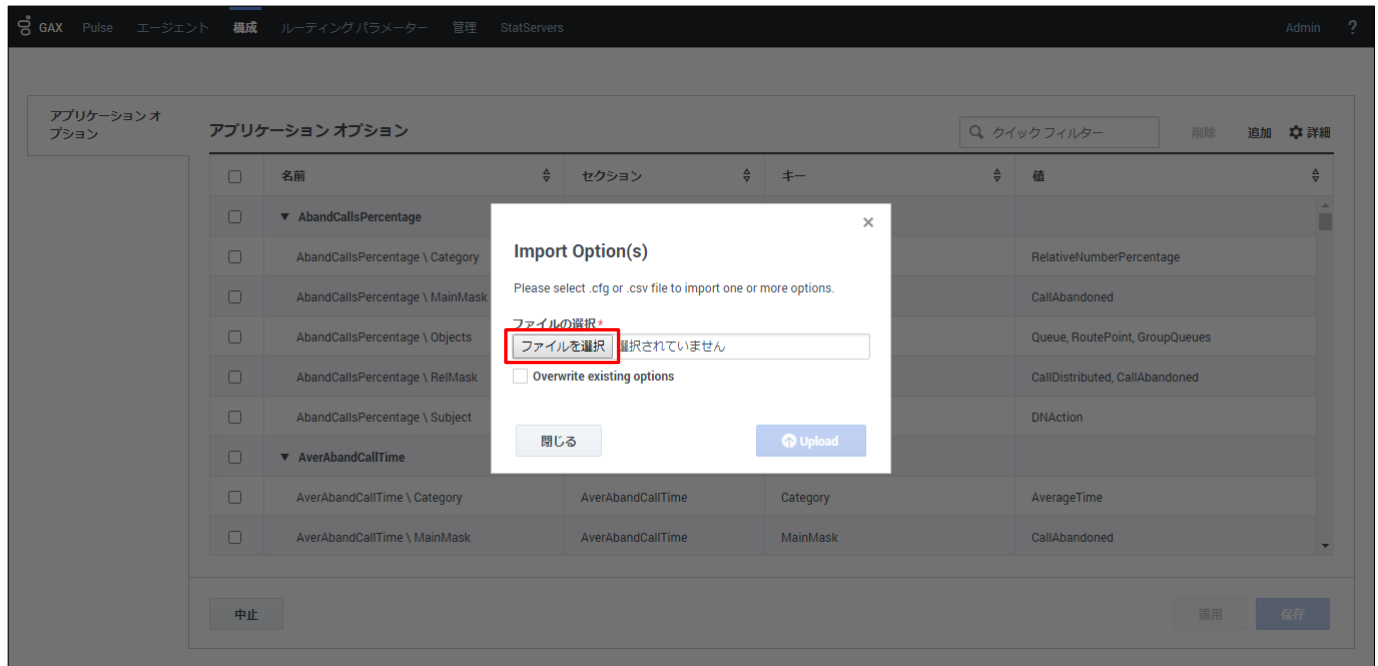 GAX Pulse エージェント 構成 ルーティング パラメーター 管理 StatServers Admin ?
アプリケーション オ
プション
アプリケーション オプション
クイック フィルター 削除 追加 詳細
名前 セクション キー 値
AbandCallsPercentage
AbandCallsPercentage \ Category RelativeNumberPercentage
AbandCallsPercentage \ MainMask CallAbandoned
AbandCallsPercentage \ Objects Queue, RoutePoint, GroupQueues
AbandCallsPercentage \ RelMask CallDistributed, CallAbandoned
AbandCallsPercentage \ Subject DNAction
AverAbandCallTime
AverAbandCallTime \ Category AverAbandCallTime Category AverageTime
AverAbandCallTime \ MainMask AverAbandCallTime MainMask CallAbandoned
中止 適用 保存
Import Option(s)
Please select .cfg or .csv file to import one or more options.
ファイルの選択*
ファイルを選択 選択されていません
Overwrite existing options
閉じる Upload